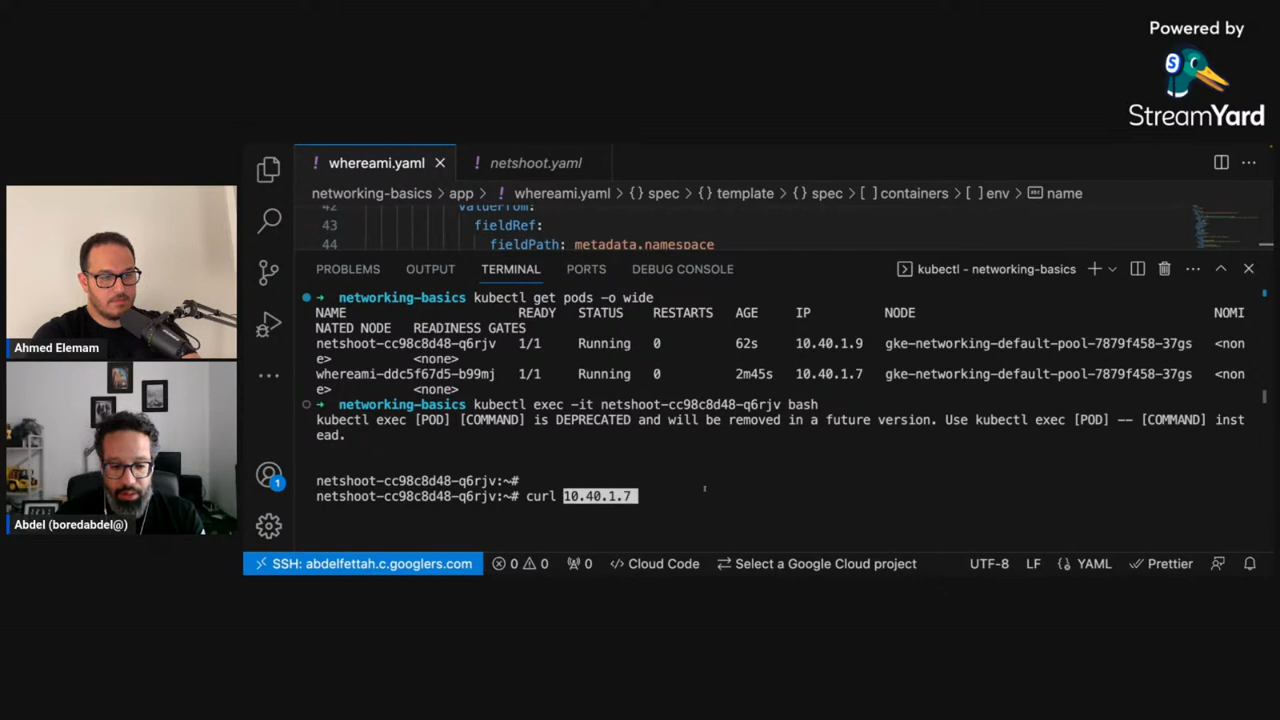 Powered by
S
StreamYard
! whereami.yaml × ! netshoot.yaml
networking-basics > app > ! whereami.yaml > {} spec > {} template > {} spec > [ ] containers > [ ] env > abc name
42 valueFrom:
43 fieldRef:
44 fieldPath: metadata.namespace
PROBLEMS OUTPUT TERMINAL PORTS DEBUG CONSOLE kubectl - networking-basics
➜ networking-basics kubectl get pods -o wide
NAME READY STATUS RESTARTS AGE IP NODE NOMI
NATED NODE READINESS GATES
netshoot-cc98c8d48-q6rjv 1/1 Running 0 62s 10.40.1.9 gke-networking-default-pool-7879f458-37gs <non
e> <none>
whereami-ddc5f67d5-b99mj 1/1 Running 0 2m45s 10.40.1.7 gke-networking-default-pool-7879f458-37gs <non
e> <none>
➜ networking-basics kubectl exec -it netshoot-cc98c8d48-q6rjv bash
kubectl exec [POD] [COMMAND] is DEPRECATED and will be removed in a future version. Use kubectl exec [POD] -- [COMMAND] inst
ead.
netshoot-cc98c8d48-q6rjv:~#
netshoot-cc98c8d48-q6rjv:~# curl 10.40.1.7
Ahmed Elemam
Abdel (boredabdel@)
1
SSH: abdelfettah.c.googlers.com 0 0 0 </> Cloud Code Select a Google Cloud project UTF-8 LF {} YAML Prettier